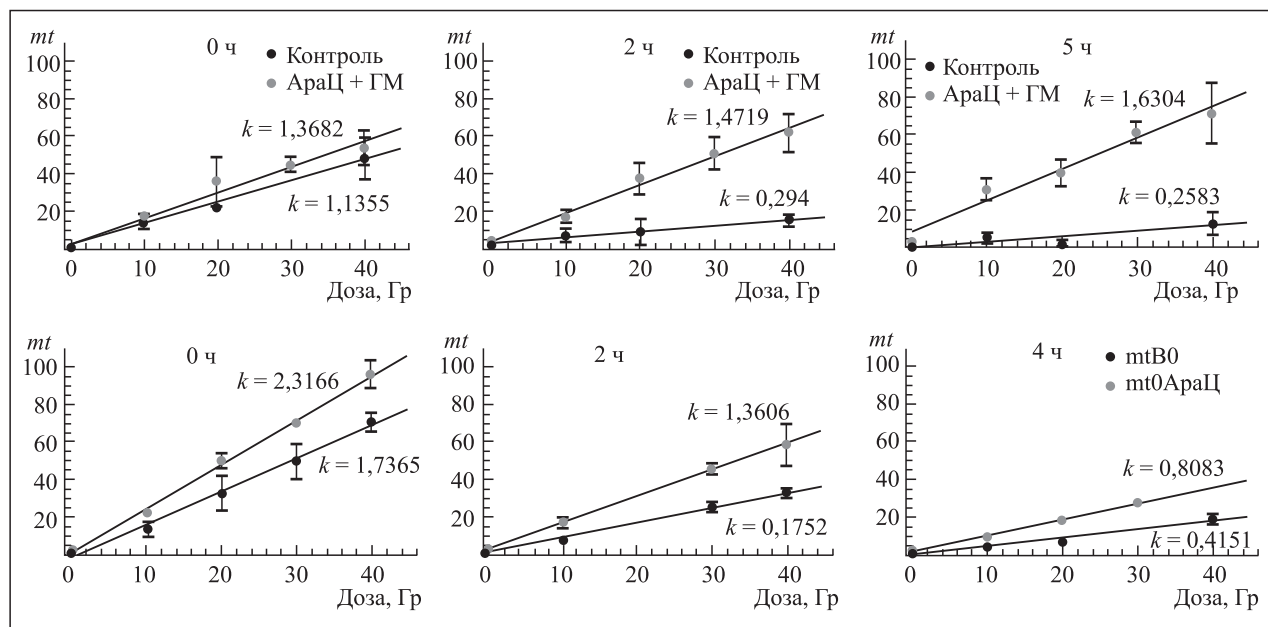 mt
0 ч
Контроль
АраЦ + ГМ
100
80
60
40
20
k = 1,3682
k = 1,1355
0 10 20 30 40
Доза, Гр
mt
2 ч
Контроль
АраЦ + ГМ
100
80
60
40
20
k = 1,4719
k = 0,294
0 10 20 30 40
Доза, Гр
mt
5 ч
Контроль
АраЦ + ГМ
100
80
60
40
20
k = 1,6304
k = 0,2583
0 10 20 30 40
Доза, Гр
mt
0 ч
100
80
60
40
20
k = 2,3166
k = 1,7365
0 10 20 30 40
Доза, Гр
mt
2 ч
100
80
60
40
20
k = 1,3606
k = 0,1752
0 10 20 30 40
Доза, Гр
mt
4 ч
mtB0
mt0АраЦ
100
80
60
40
20
k = 0,8083
k = 0,4151
0 10 20 30 40
Доза, Гр